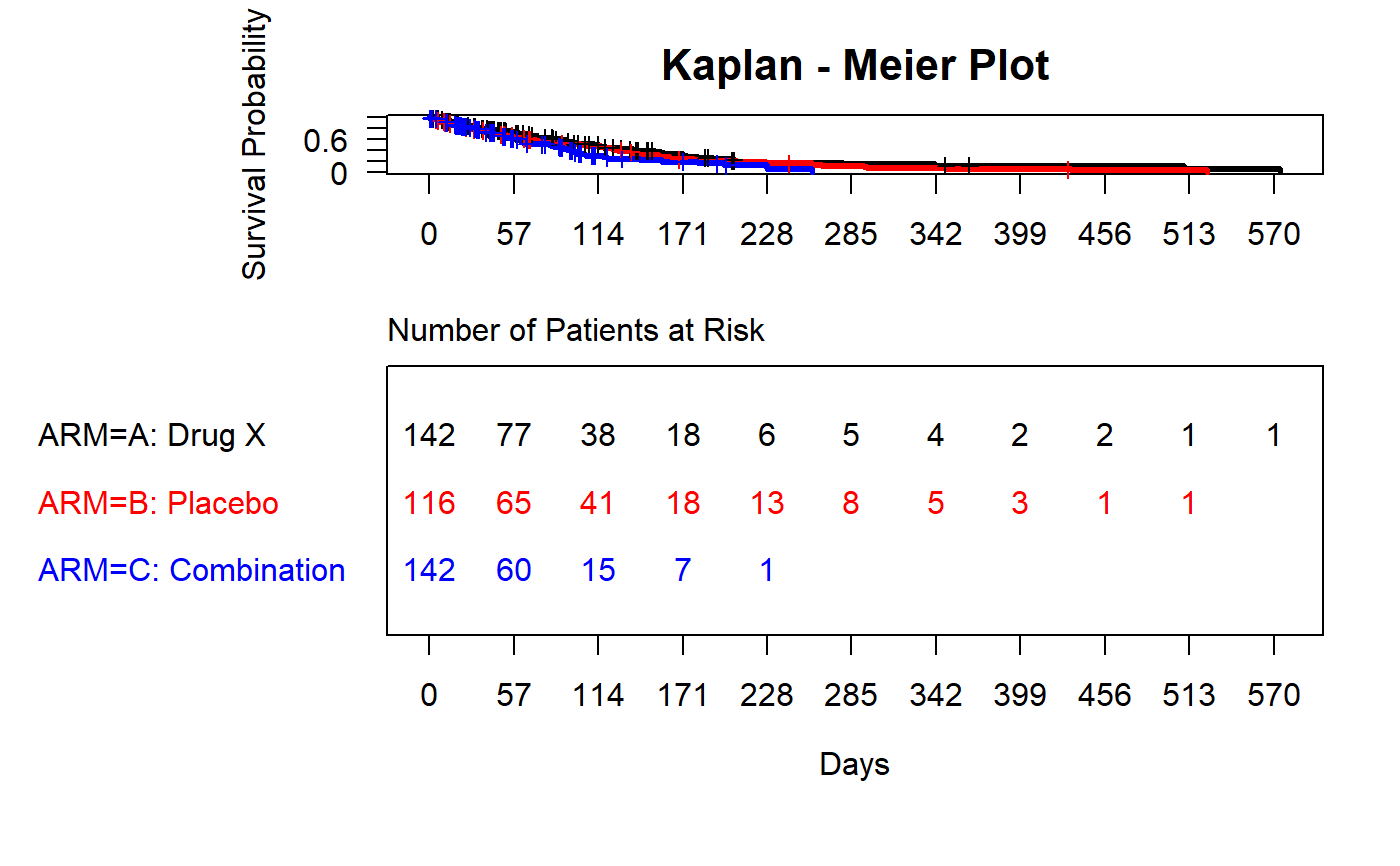 Kaplan - Meier Plot
Survival Probability
0.6
0
0 57 114 171 228 285 342 399 456 513 570
Number of Patients at Risk
ARM=A: Drug X 142 77 38 18 6 5 4 2 2 1 1
ARM=B: Placebo 116 65 41 18 13 8 5 3 1 1
ARM=C: Combination 142 60 15 7 1
0 57 114 171 228 285 342 399 456 513 570
Days